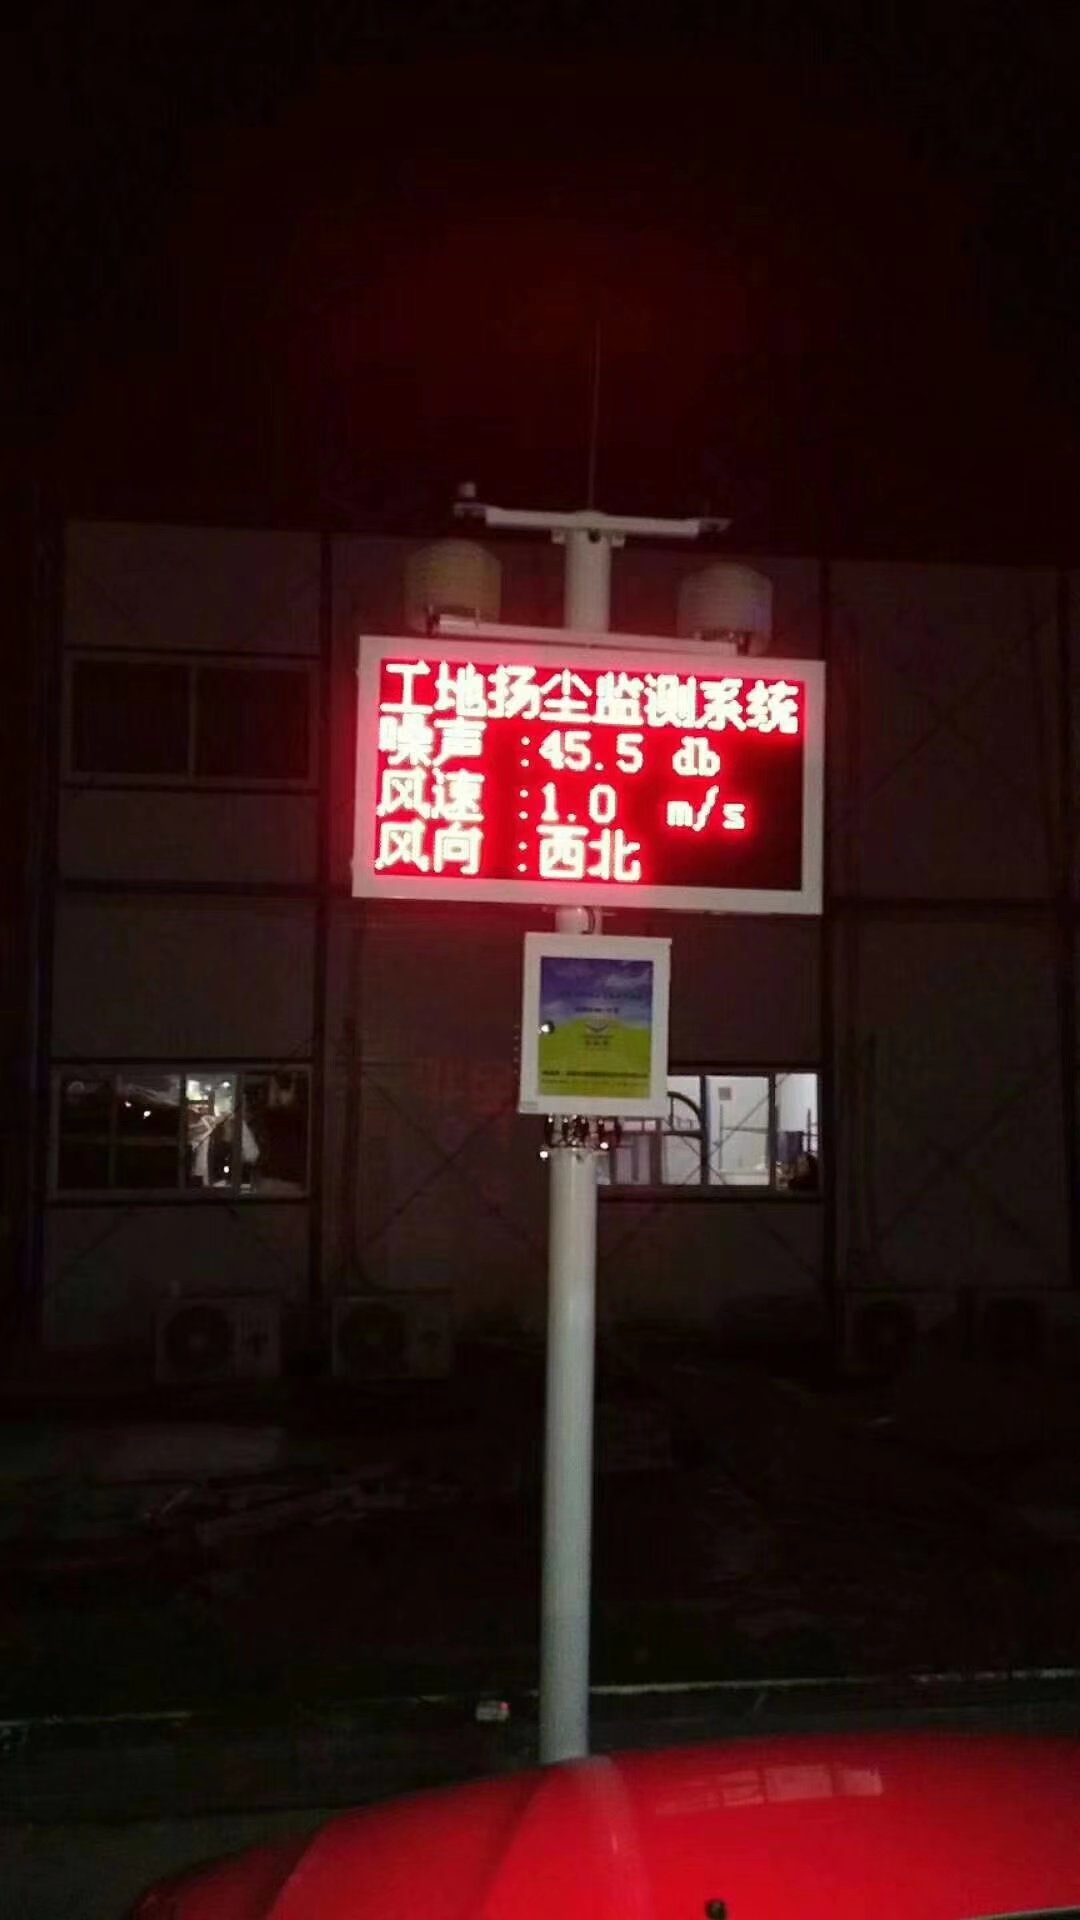 工地扬尘监测系统
噪声 :45.5 db
风速 :1.0 m/s
风向 :西北